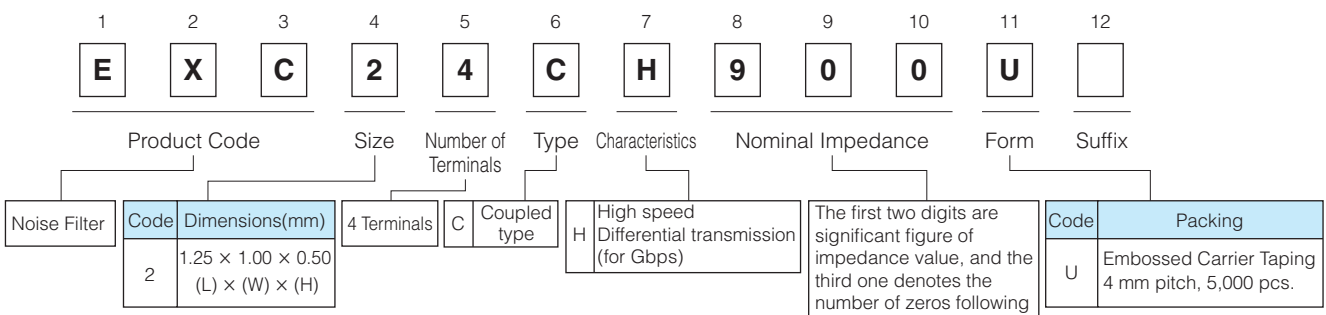 1 2 3 4 5 6 7 8 9 10 11 12
E X C 2 4 C H 9 0 0 U
Product Code Size Number of Terminals Type Characteristics Nominal Impedance Form Suffix
Noise Filter
Code Dimensions(mm)
2 1.25 × 1.00 × 0.50
(L) × (W) × (H)
4 Terminals
C Coupled
type
H High speed
Differential transmission
(for Gbps)
The first two digits are
significant figure of
impedance value, and the
third one denotes the
number of zeros following
Code Packing
U Embossed Carrier Taping
4 mm pitch, 5,000 pcs.